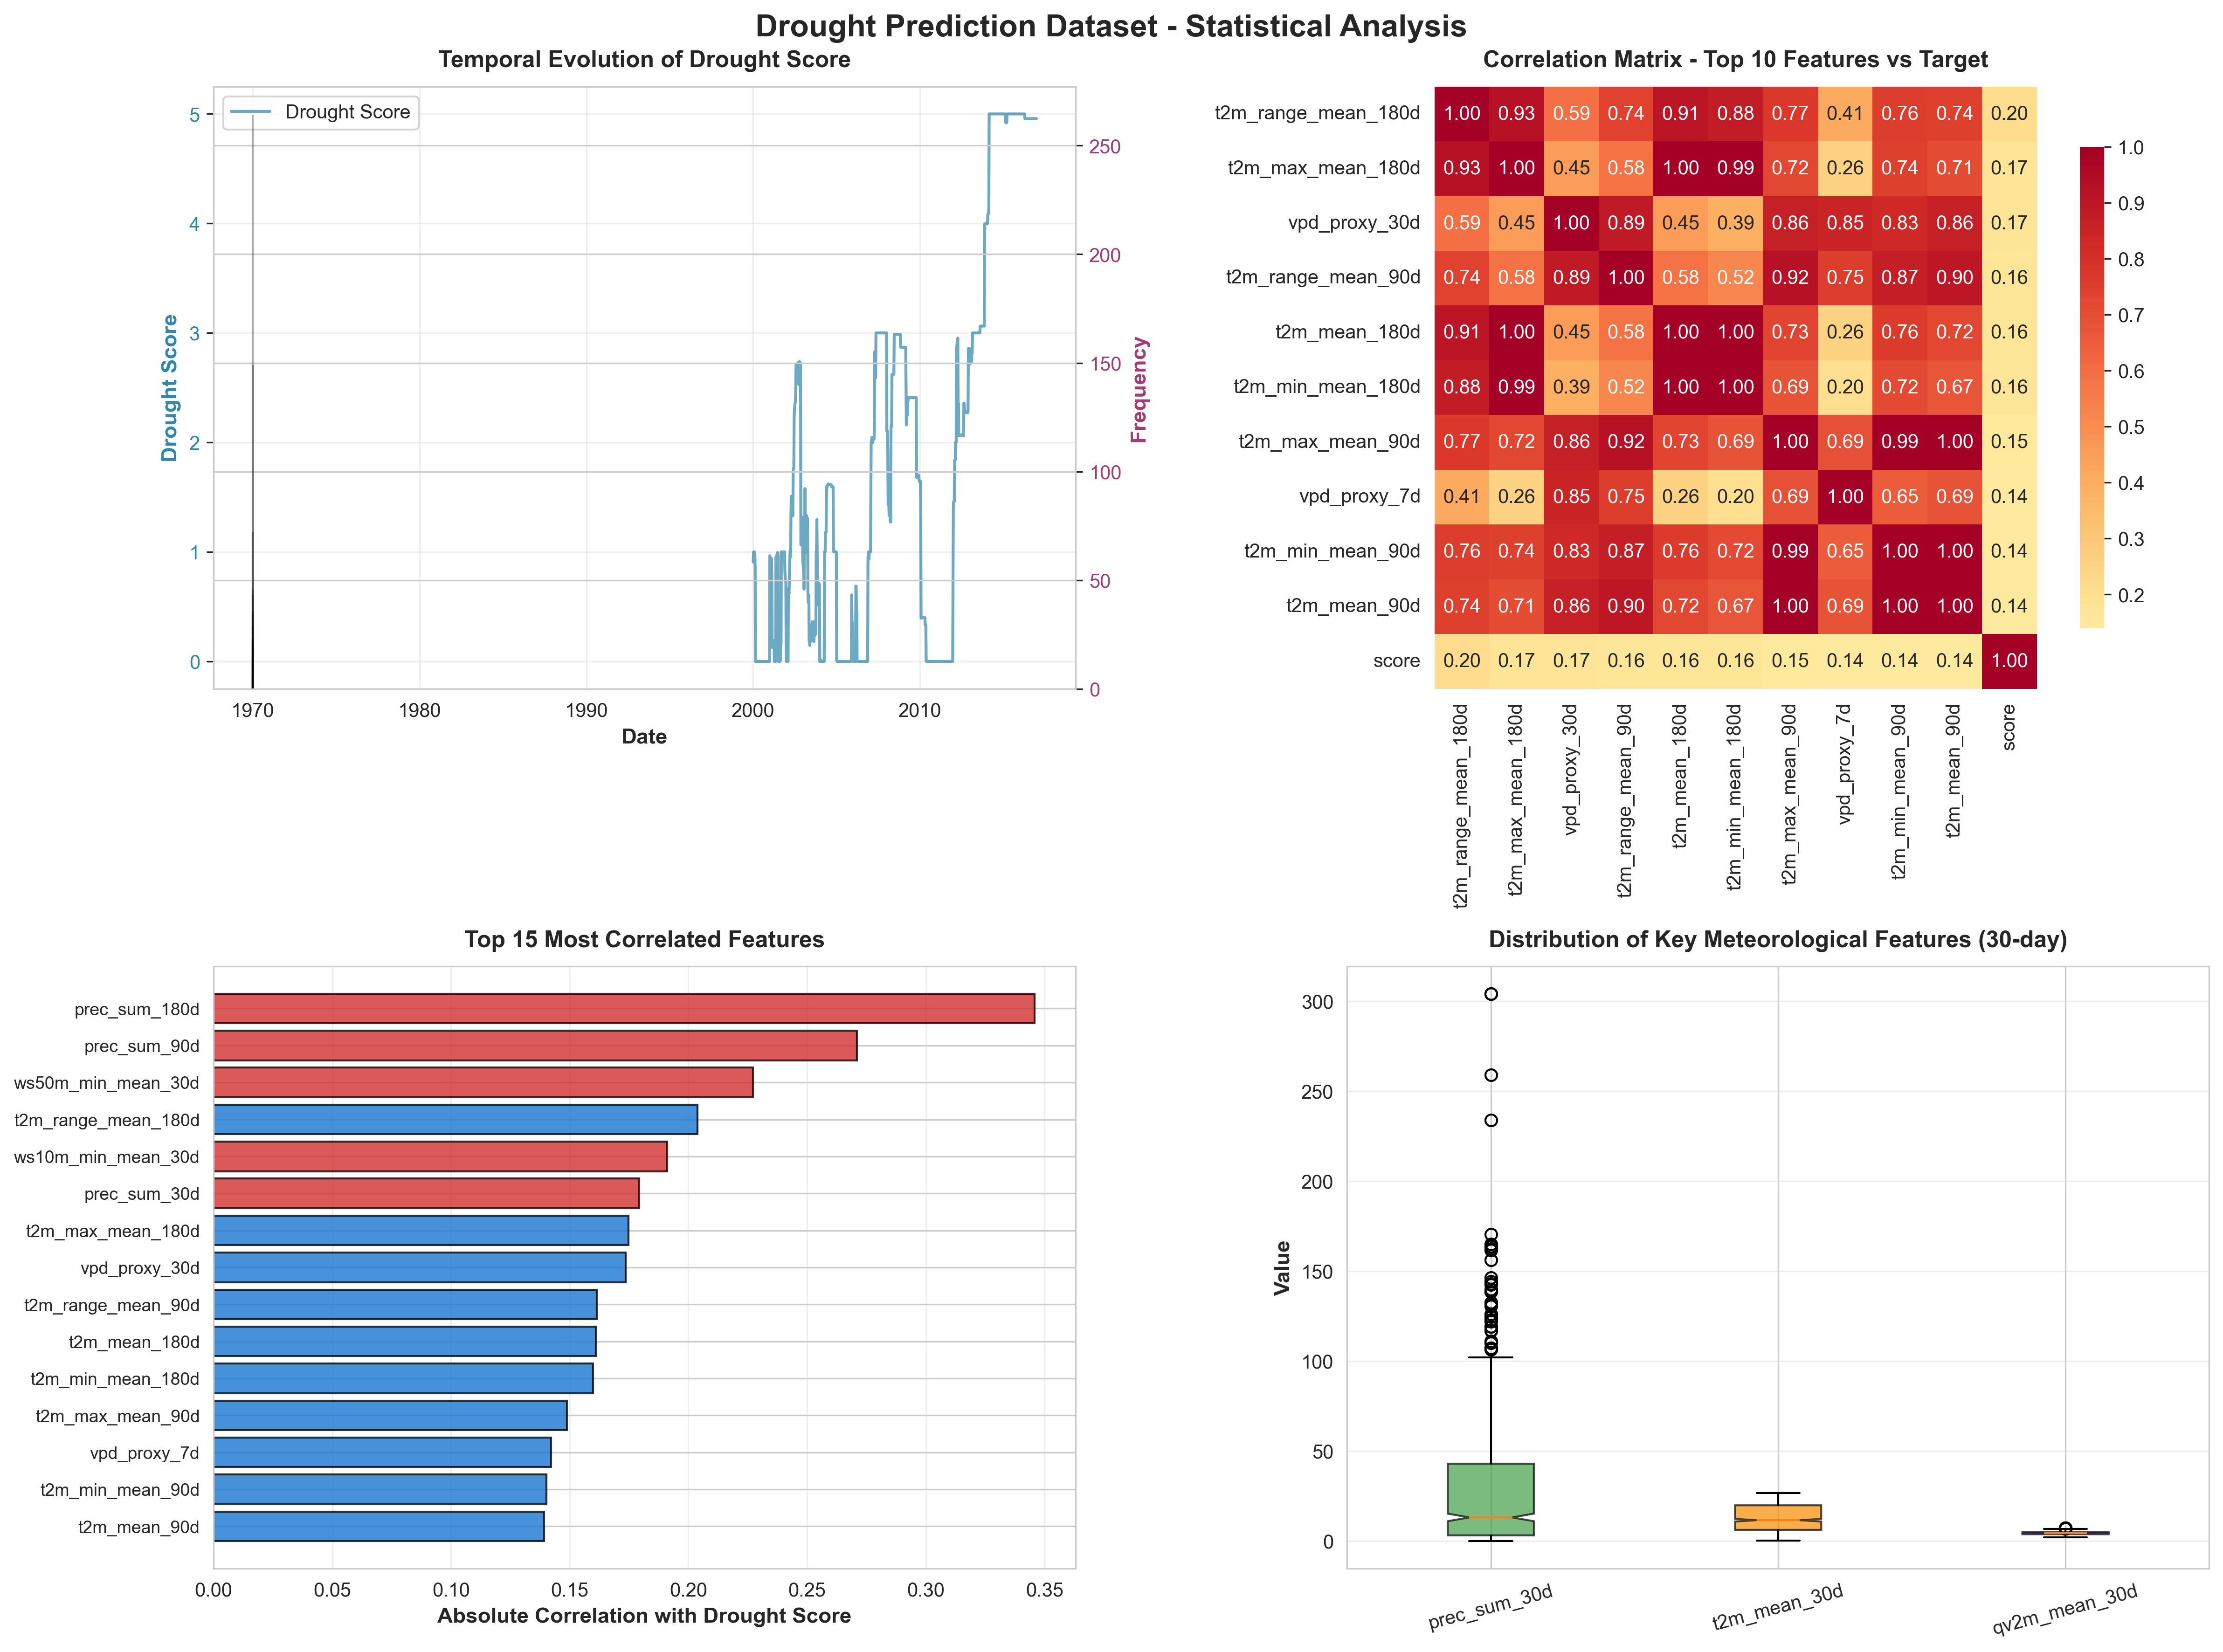 Drought Prediction Dataset - Statistical Analysis
Temporal Evolution of Drought Score
Drought Score
5
4
3
2
1
0
Drought Score
250
200
150
100
50
0
Frequency
1970 1980 1990 2000 2010
Date
Correlation Matrix - Top 10 Features vs Target
t2m_range_mean_180d 1.00 0.93 0.59 0.74 0.91 0.88 0.77 0.41 0.76 0.74 0.20
t2m_max_mean_180d 0.93 1.00 0.45 0.58 1.00 0.99 0.72 0.26 0.74 0.71 0.17
vpd_proxy_30d 0.59 0.45 1.00 0.89 0.45 0.39 0.86 0.85 0.83 0.86 0.17
t2m_range_mean_90d 0.74 0.58 0.89 1.00 0.58 0.52 0.92 0.75 0.87 0.90 0.16
t2m_mean_180d 0.91 1.00 0.45 0.58 1.00 1.00 0.73 0.26 0.76 0.72 0.16
t2m_min_mean_180d 0.88 0.99 0.39 0.52 1.00 1.00 0.69 0.20 0.72 0.67 0.16
t2m_max_mean_90d 0.77 0.72 0.86 0.92 0.73 0.69 1.00 0.69 0.99 1.00 0.15
vpd_proxy_7d 0.41 0.26 0.85 0.75 0.26 0.20 0.69 1.00 0.65 0.69 0.14
t2m_min_mean_90d 0.76 0.74 0.83 0.87 0.76 0.72 0.99 0.65 1.00 1.00 0.14
t2m_mean_90d 0.74 0.71 0.86 0.90 0.72 0.67 1.00 0.69 1.00 1.00 0.14
score 0.20 0.17 0.17 0.16 0.16 0.16 0.15 0.14 0.14 0.14 1.00
t2m_range_mean_180d
t2m_max_mean_180d
vpd_proxy_30d
t2m_range_mean_90d
t2m_mean_180d
t2m_min_mean_180d
t2m_max_mean_90d
vpd_proxy_7d
t2m_min_mean_90d
t2m_mean_90d
score
1.0
0.9
0.8
0.7
0.6
0.5
0.4
0.3
0.2
Top 15 Most Correlated Features
prec_sum_180d
prec_sum_90d
ws50m_min_mean_30d
t2m_range_mean_180d
ws10m_min_mean_30d
prec_sum_30d
t2m_max_mean_180d
vpd_proxy_30d
t2m_range_mean_90d
t2m_mean_180d
t2m_min_mean_180d
t2m_max_mean_90d
vpd_proxy_7d
t2m_min_mean_90d
t2m_mean_90d
0.00 0.05 0.10 0.15 0.20 0.25 0.30 0.35
Absolute Correlation with Drought Score
Distribution of Key Meteorological Features (30-day)
Value
300
250
200
150
100
50
0
prec_sum_30d
t2m_mean_30d
qv2m_mean_30d